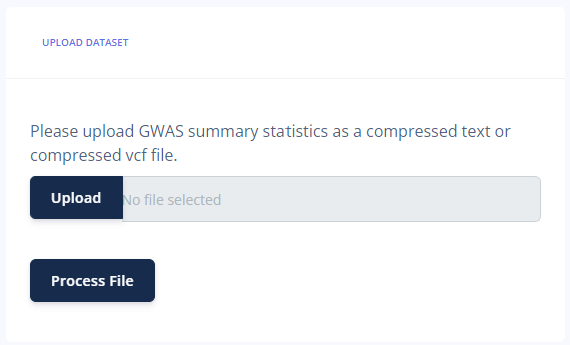 UPLOAD DATASET
Please upload GWAS summary statistics as a compressed text or
compressed vcf file.
Upload No file selected
Process File